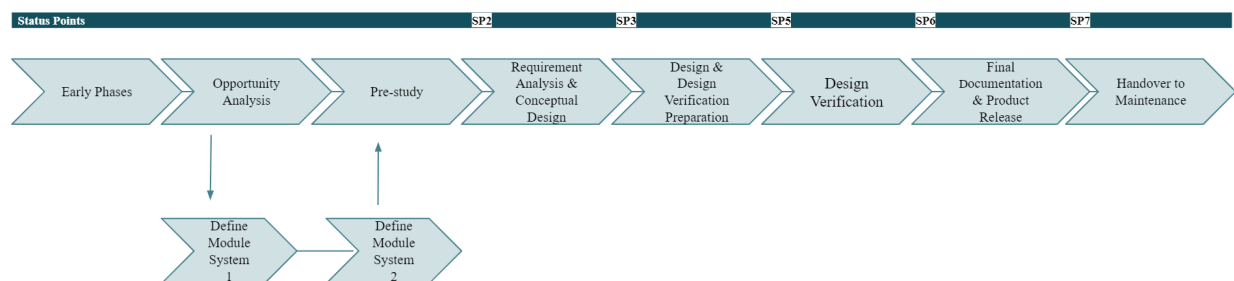 Status Points SP2 SP3 SP5 SP6 SP7
Early Phases
Opportunity
Analysis
Pre-study
Requirement
Analysis &
Conceptual
Design
Design &
Design
Verification
Preparation
Design
Verification
Final
Documentation
& Product
Release
Handover to
Maintenance
Define
Module
System
1
Define
Module
System
2